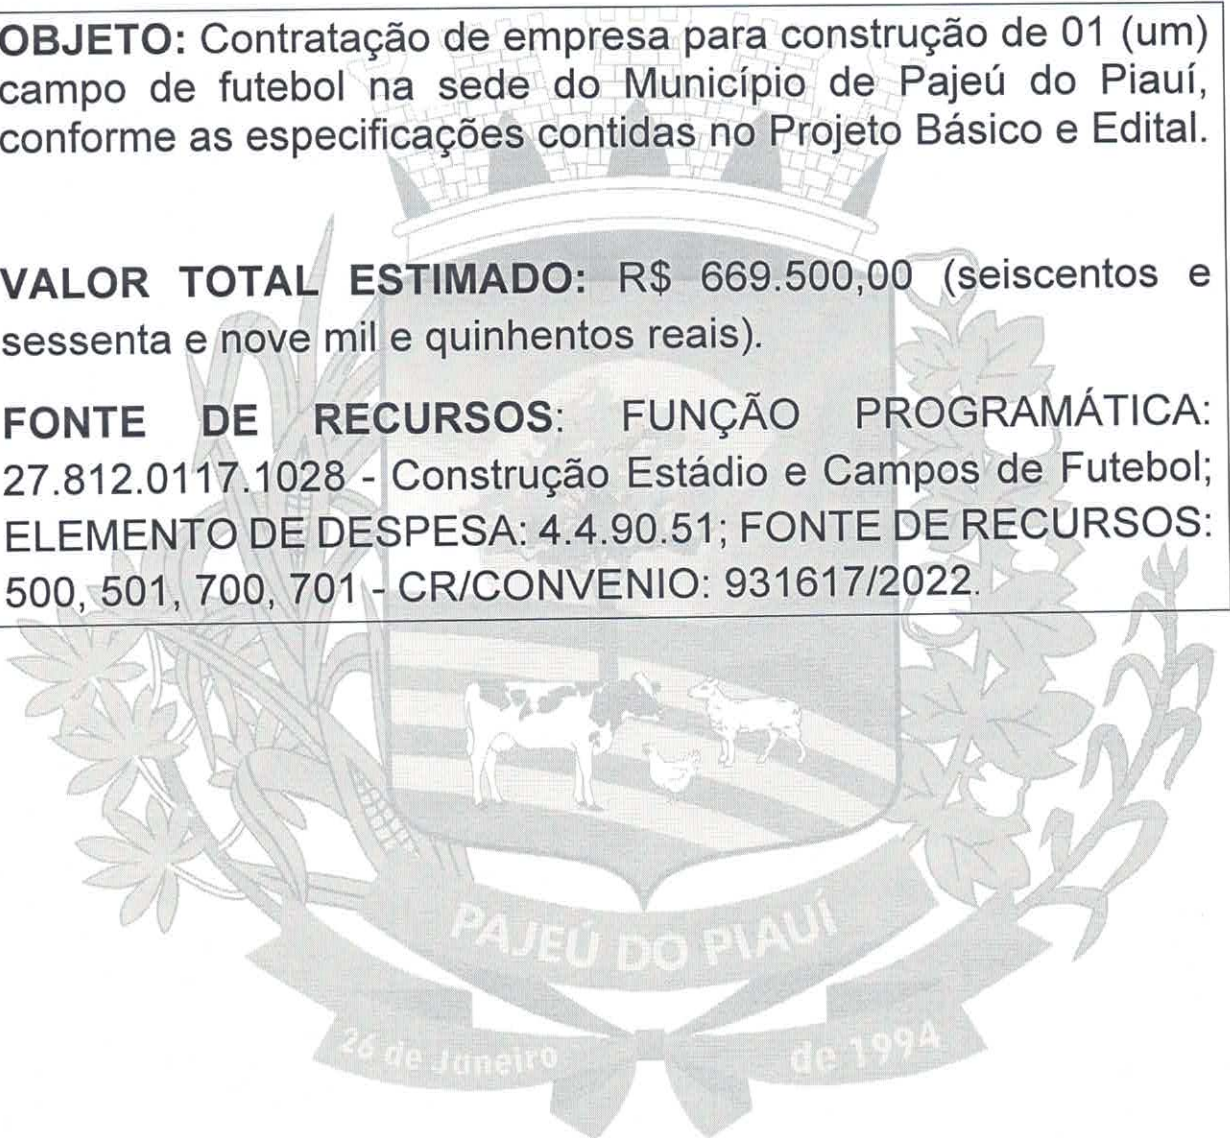 OBJETO: Contratação de empresa para construção de 01 (um)
campo de futebol na sede do Município de Pajeú do Piauí,
conforme as especificações contidas no Projeto Básico e Edital.
VALOR TOTAL ESTIMADO: R$ 669.500,00 (seiscentos e
sessenta e nove mil e quinhentos reais).
FONTE DE RECURSOS: FUNÇÃO PROGRAMÁTICA:
27.812.0117.1028 - Construção Estádio e Campos de Futebol;
ELEMENTO DE DESPESA: 4.4.90.51; FONTE DE RECURSOS:
500, 501, 700, 701 - CR/CONVENIO: 931617/2022.
PAJEÚ DO PIAUÍ
26 de Janeiro de 1994